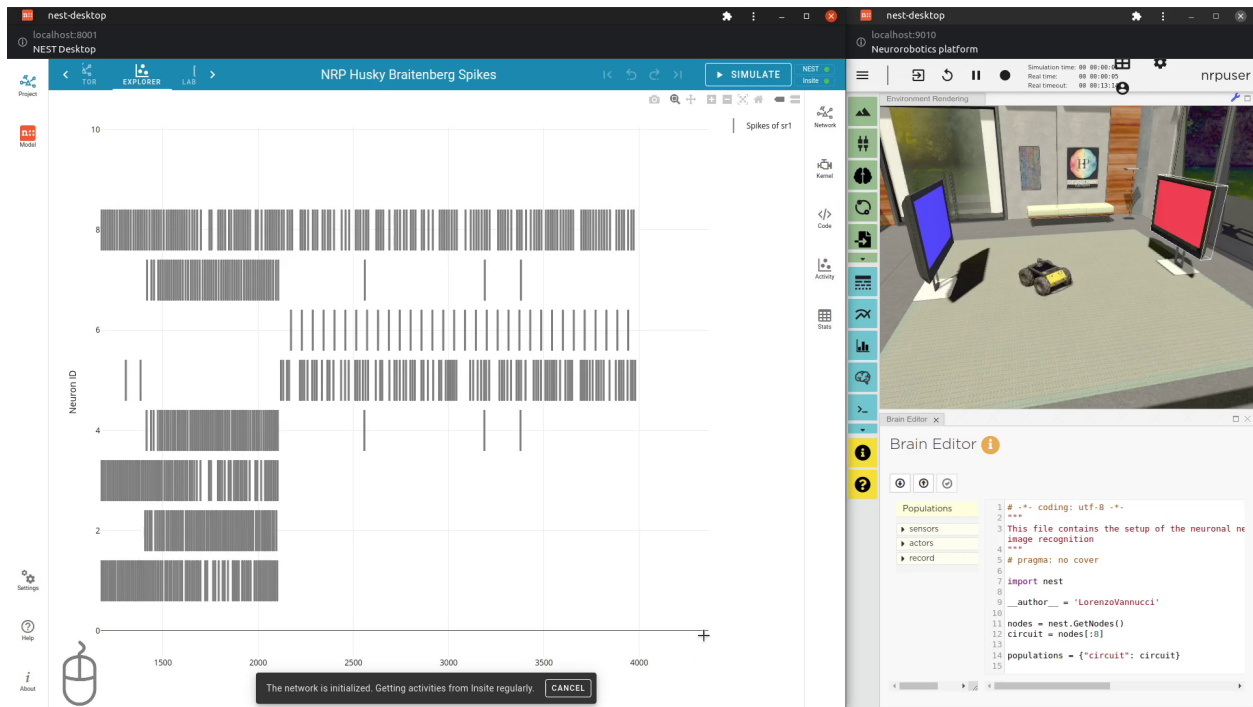 nest-desktop
localhost:8001
NEST Desktop
TOR
EXPLORER
LAB
NRP Husky Braitenberg Spikes
SIMULATE
NEST
Insite
Project
n::
Model
Settings
Help
About
Spikes of sr1
Network
Kernel
Code
Activity
Stats
Neuron ID
10
8
6
4
2
0
1500
2000
2500
3000
3500
4000
The network is initialized. Getting activities from Insite regularly.
CANCEL
nest-desktop
localhost:9010
Neurorobotics platform
Simulation time: 00 00:00:0
Real time: 00 00:00:05
Real timeout: 00 00:13:1
nrpuser
Environment Rendering
HP
Brain Editor x
Brain Editor
Populations
sensors
actors
record
1 # -*- coding: utf-8 -*-
2 """
3 This file contains the setup of the neuronal ne
image recognition
4 """
5 # pragma: no cover
6
7 import nest
8
9 __author__ = 'LorenzoVannucci'
10
11 nodes = nest.GetNodes()
12 circuit = nodes[:8]
13
14 populations = {"circuit": circuit}
15